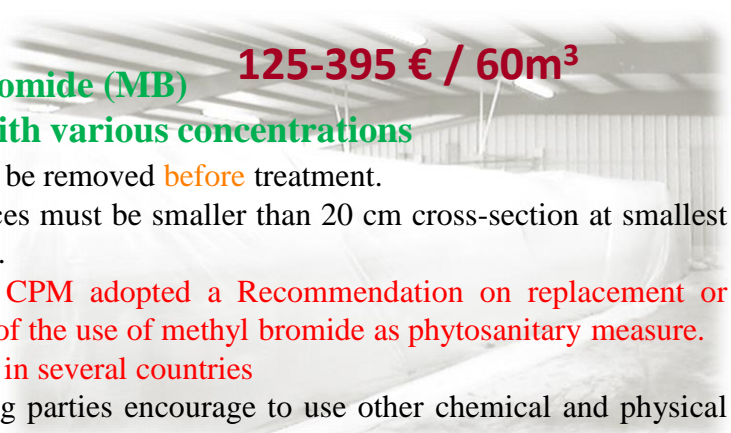 125-395 € / 60m³
omide (MB)
ith various concentrations
be removed before treatment.
ces must be smaller than 20 cm cross-section at smallest
.
CPM adopted a Recommendation on replacement or
of the use of methyl bromide as phytosanitary measure.
in several countries
g parties encourage to use other chemical and physical